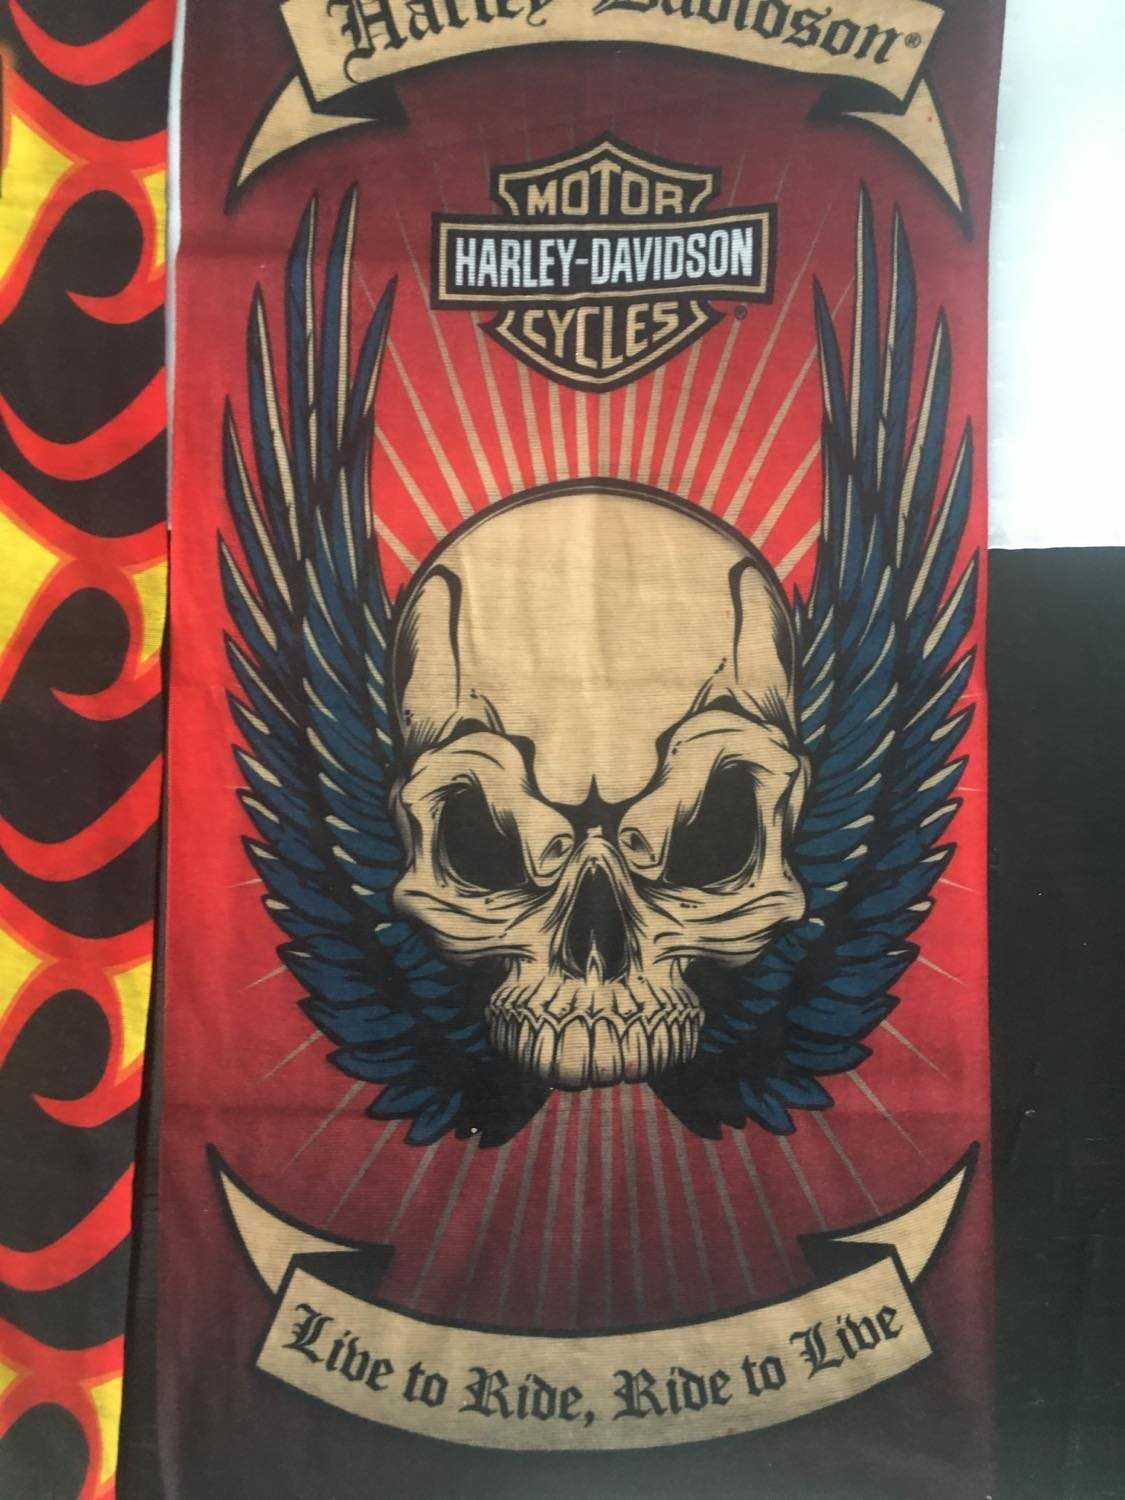 Harley-Davidson®
MOTOR
HARLEY-DAVIDSON
CYCLES®
Live to Ride, Ride to Live